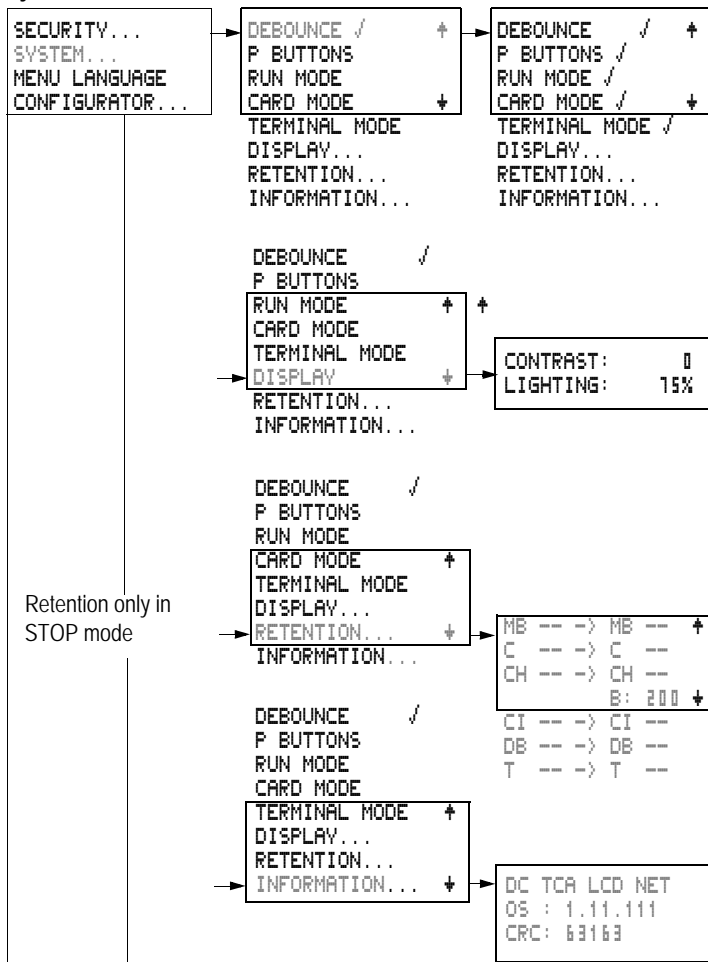 SECURITY...
SYSTEM...
MENU LANGUAGE
CONFIGURATOR...
DEBOUNCE √
P BUTTONS
RUN MODE
CARD MODE
TERMINAL MODE
DISPLAY...
RETENTION...
INFORMATION...
DEBOUNCE √
P BUTTONS √
RUN MODE √
CARD MODE √
TERMINAL MODE √
DISPLAY...
RETENTION...
INFORMATION...
DEBOUNCE √
P BUTTONS
RUN MODE
CARD MODE
TERMINAL MODE
DISPLAY
RETENTION...
INFORMATION...
CONTRAST: 0
LIGHTING: 15%
DEBOUNCE √
P BUTTONS
RUN MODE
CARD MODE
TERMINAL MODE
DISPLAY...
RETENTION...
INFORMATION...
Retention only in
STOP mode
MB -- -> MB --
C -- -> C --
CH -- -> CH --
B: 200
CI -- -> CI --
DB -- -> DB --
T -- -> T --
DEBOUNCE √
P BUTTONS
RUN MODE
CARD MODE
TERMINAL MODE
DISPLAY...
RETENTION...
INFORMATION...
DC TCA LCD NET
OS : 1.11.111
CRC: 63163